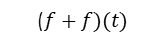 (f + f)(t)